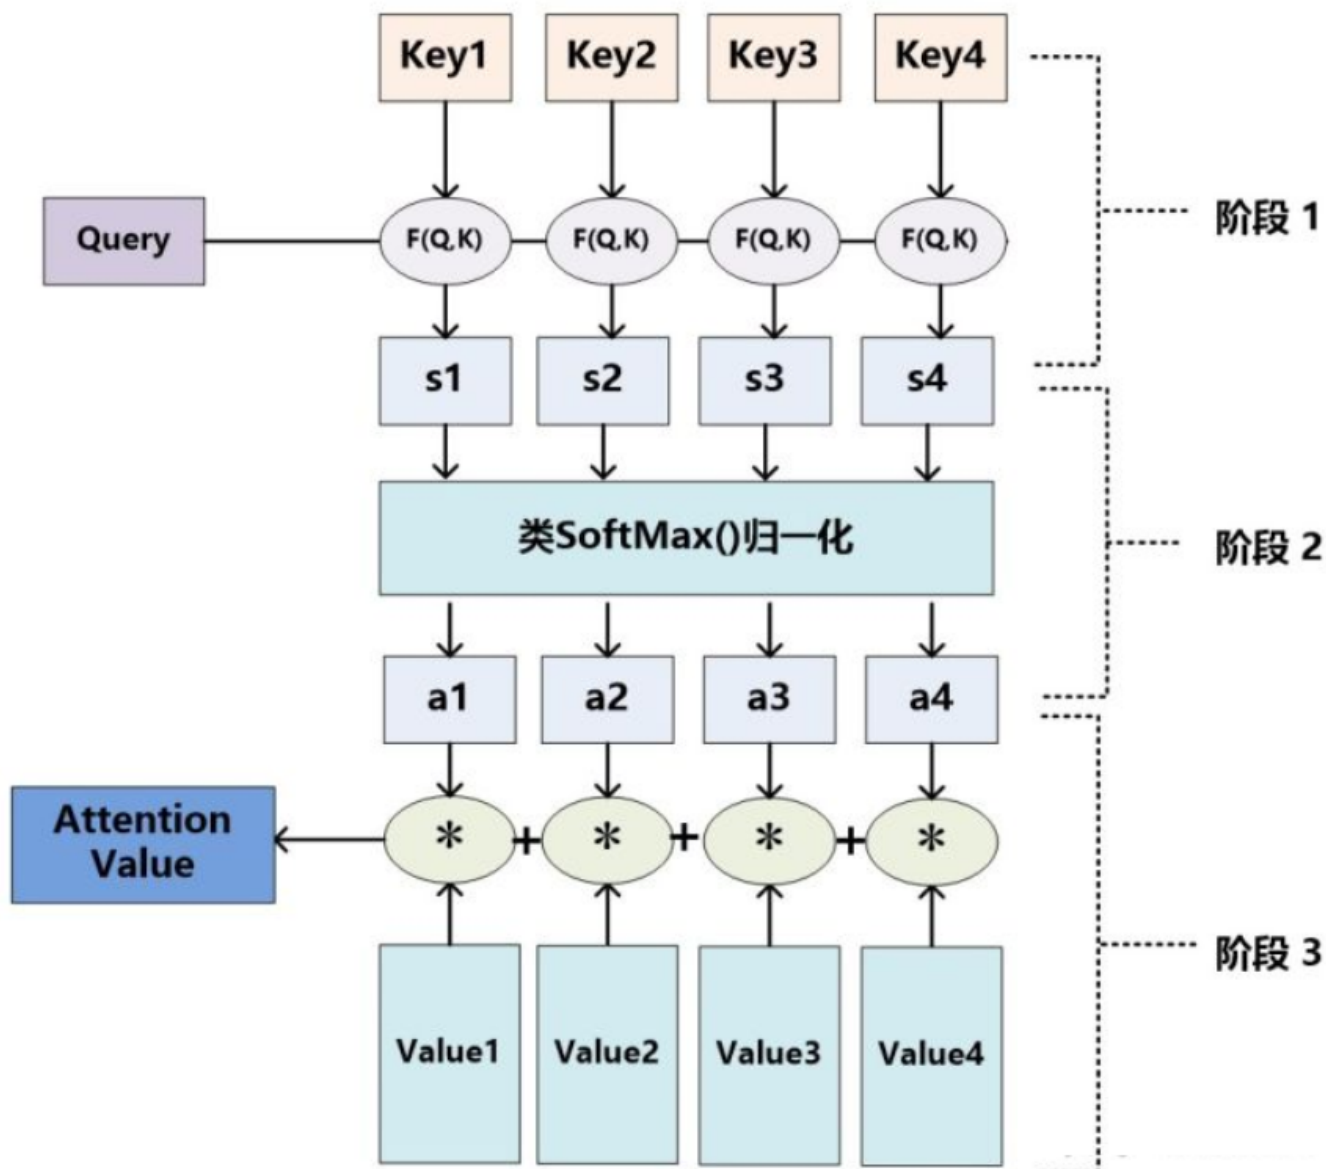 Key1 Key2 Key3 Key4
阶段 1
Query F(Q,K) F(Q,K) F(Q,K) F(Q,K)
s1 s2 s3 s4
类SoftMax()归一化
阶段 2
a1 a2 a3 a4
Attention
Value
* + * + * + *
阶段 3
Value1 Value2 Value3 Value4